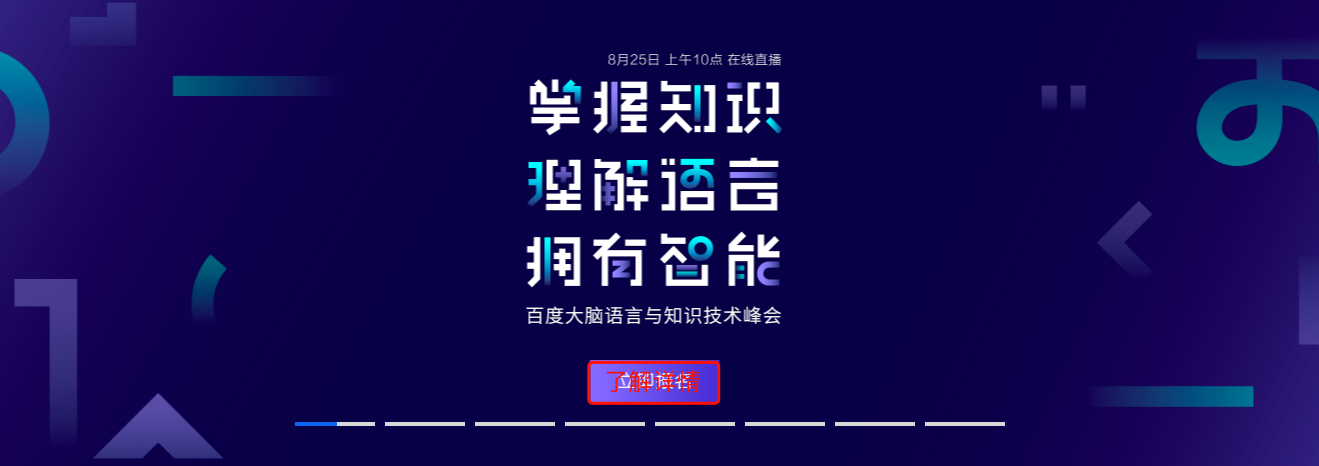 8月25日 上午10点 在线直播
掌握知识
理解语言
拥有智能
百度大脑语言与知识技术峰会
了解详情